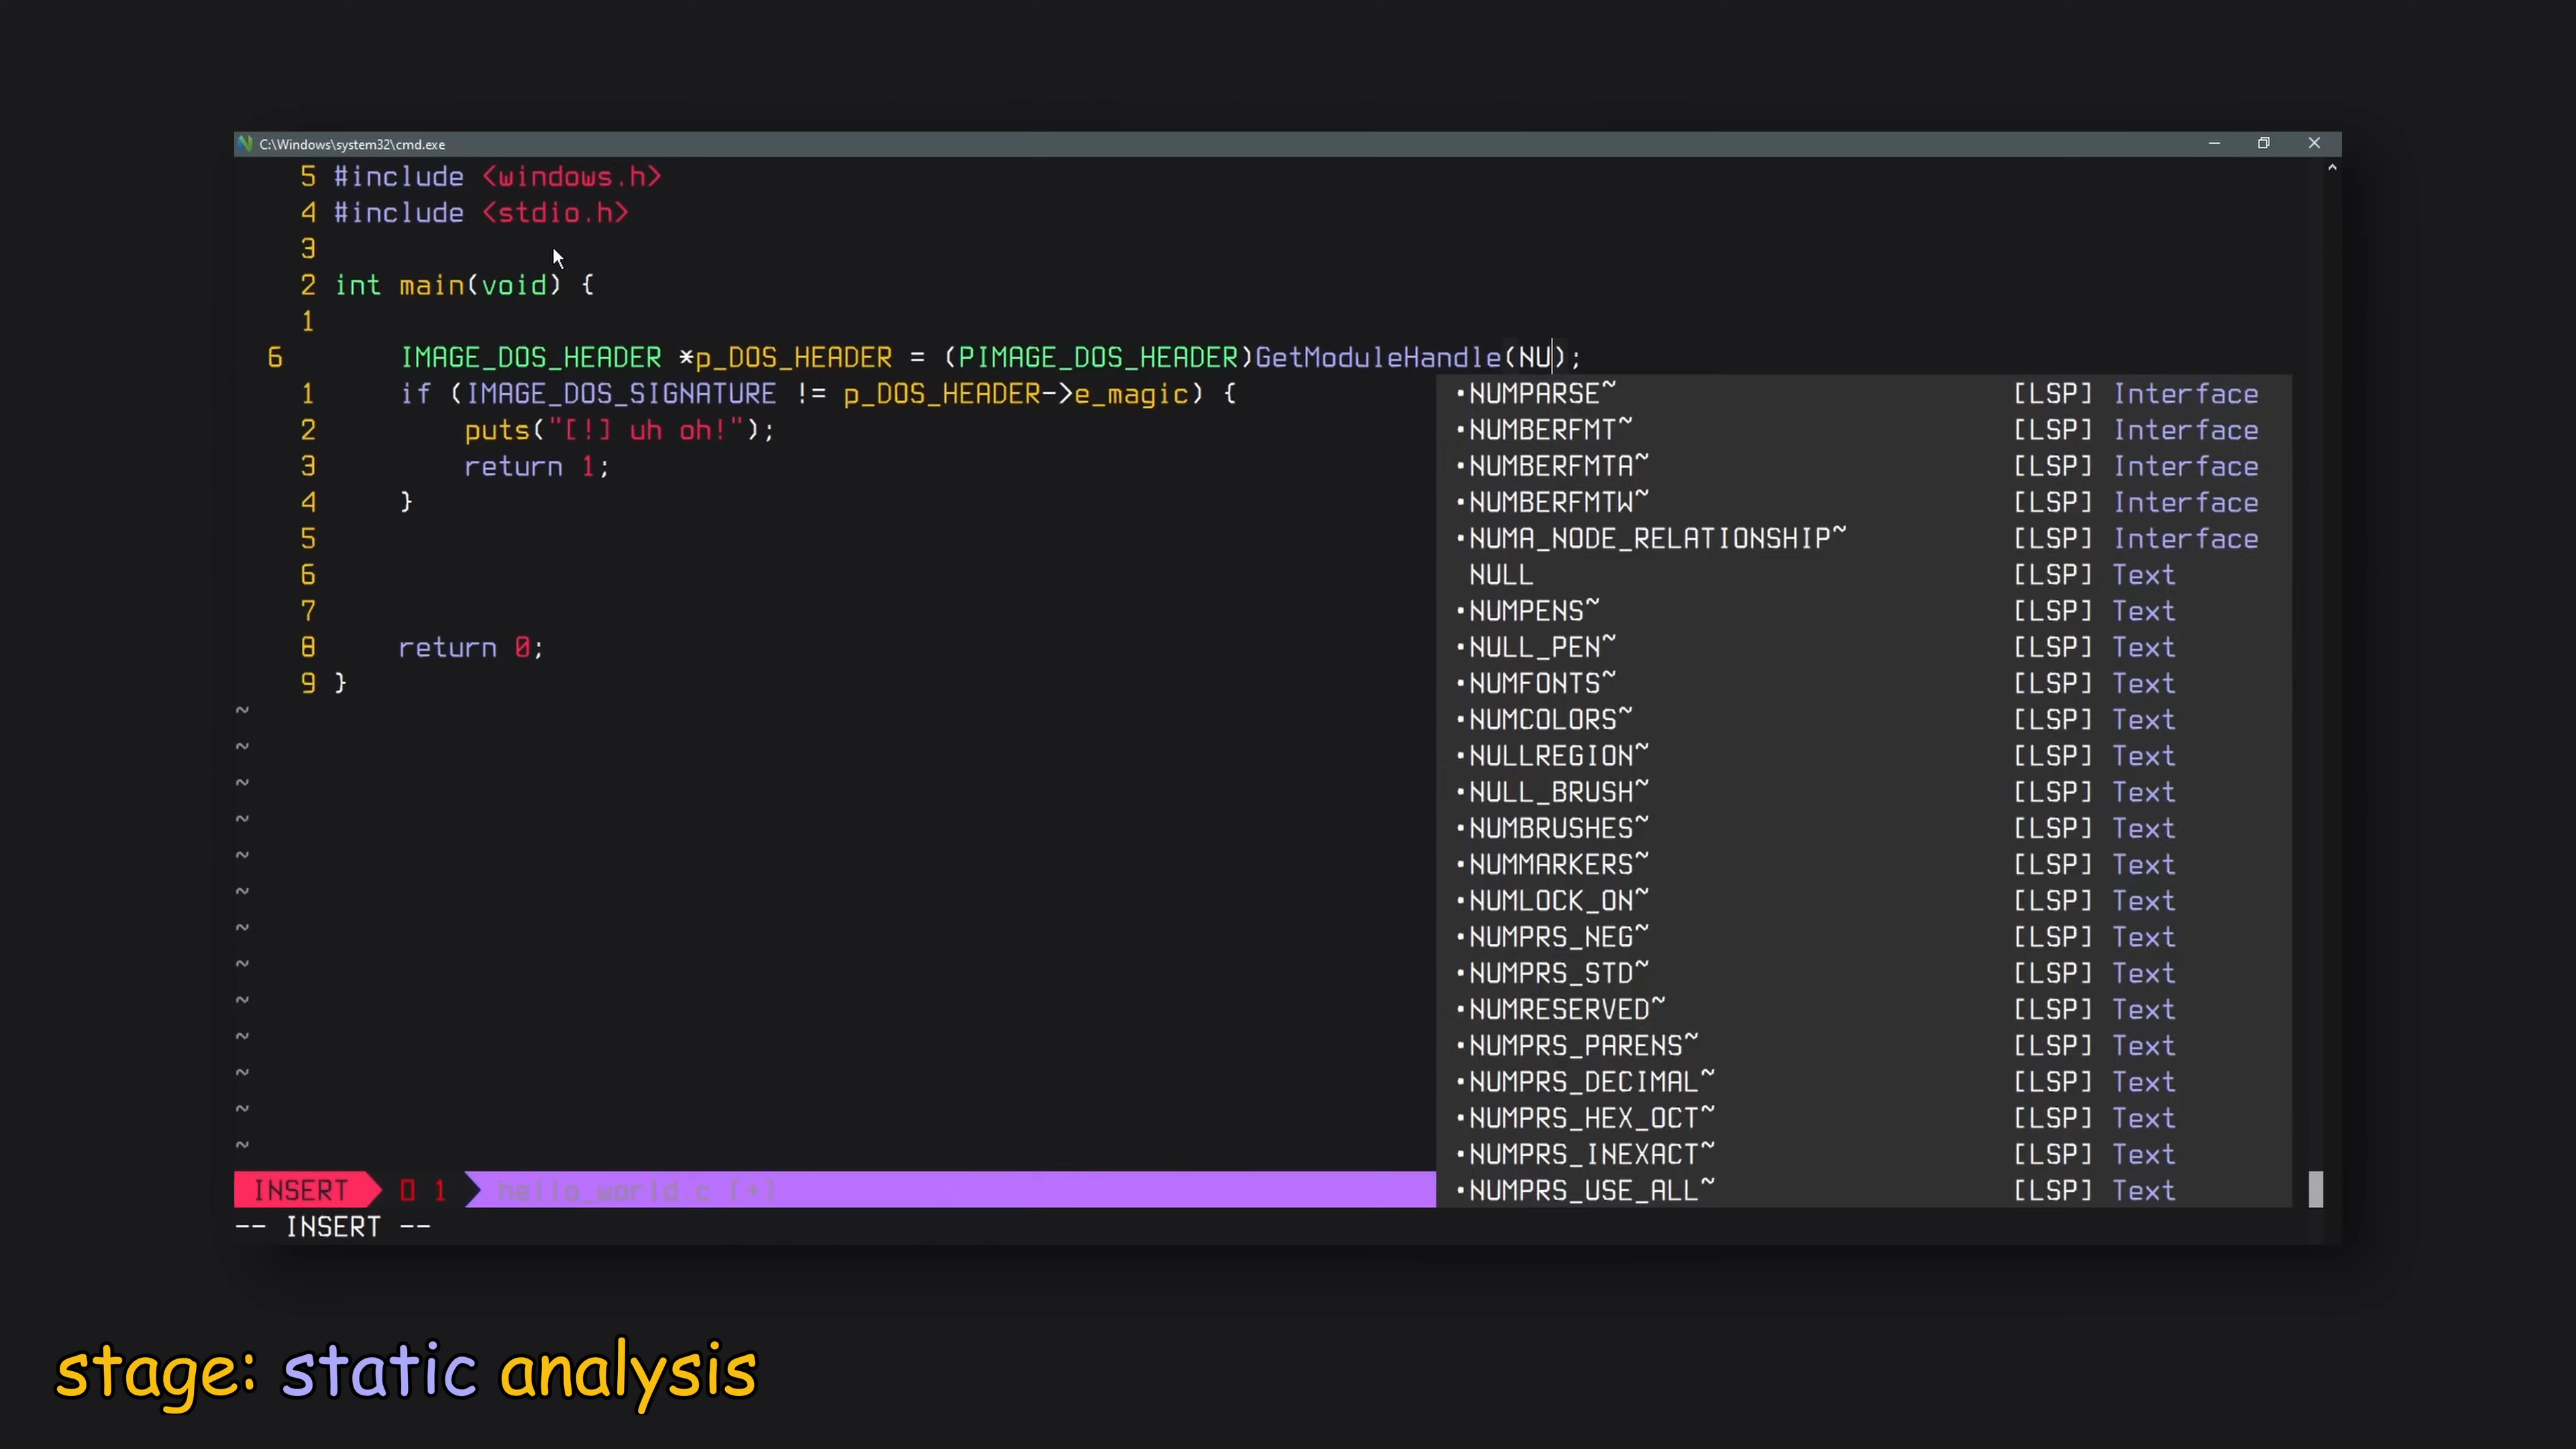 C:\Windows\system32\cmd.exe
5 #include <windows.h>
4 #include <stdio.h>
3
2 int main(void) {
1
6 IMAGE_DOS_HEADER *p_DOS_HEADER = (PIMAGE_DOS_HEADER)GetModuleHandle(NU);
1 if (IMAGE_DOS_SIGNATURE != p_DOS_HEADER->e_magic) {
2 puts("[!] uh oh!");
3 return 1;
4 }
5
6
7
8 return 0;
9 }
~
~
~
~
~
~
~
~
~
~
~
~
~
•NUMPARSE~ [LSP] Interface
•NUMBERFMT~ [LSP] Interface
•NUMBERFMTA~ [LSP] Interface
•NUMBERFMTW~ [LSP] Interface
•NUMA_NODE_RELATIONSHIP~ [LSP] Interface
NULL [LSP] Text
•NUMPENS~ [LSP] Text
•NULL_PEN~ [LSP] Text
•NUMFONTS~ [LSP] Text
•NUMCOLORS~ [LSP] Text
•NULLREGION~ [LSP] Text
•NULL_BRUSH~ [LSP] Text
•NUMBRUSHES~ [LSP] Text
•NUMMARKERS~ [LSP] Text
•NUMLOCK_ON~ [LSP] Text
•NUMPRS_NEG~ [LSP] Text
•NUMPRS_STD~ [LSP] Text
•NUMRESERVED~ [LSP] Text
•NUMPRS_PARENS~ [LSP] Text
•NUMPRS_DECIMAL~ [LSP] Text
•NUMPRS_HEX_OCT~ [LSP] Text
•NUMPRS_INEXACT~ [LSP] Text
•NUMPRS_USE_ALL~ [LSP] Text
INSERT 1 hello_world.c [+]
-- INSERT --
stage: static analysis